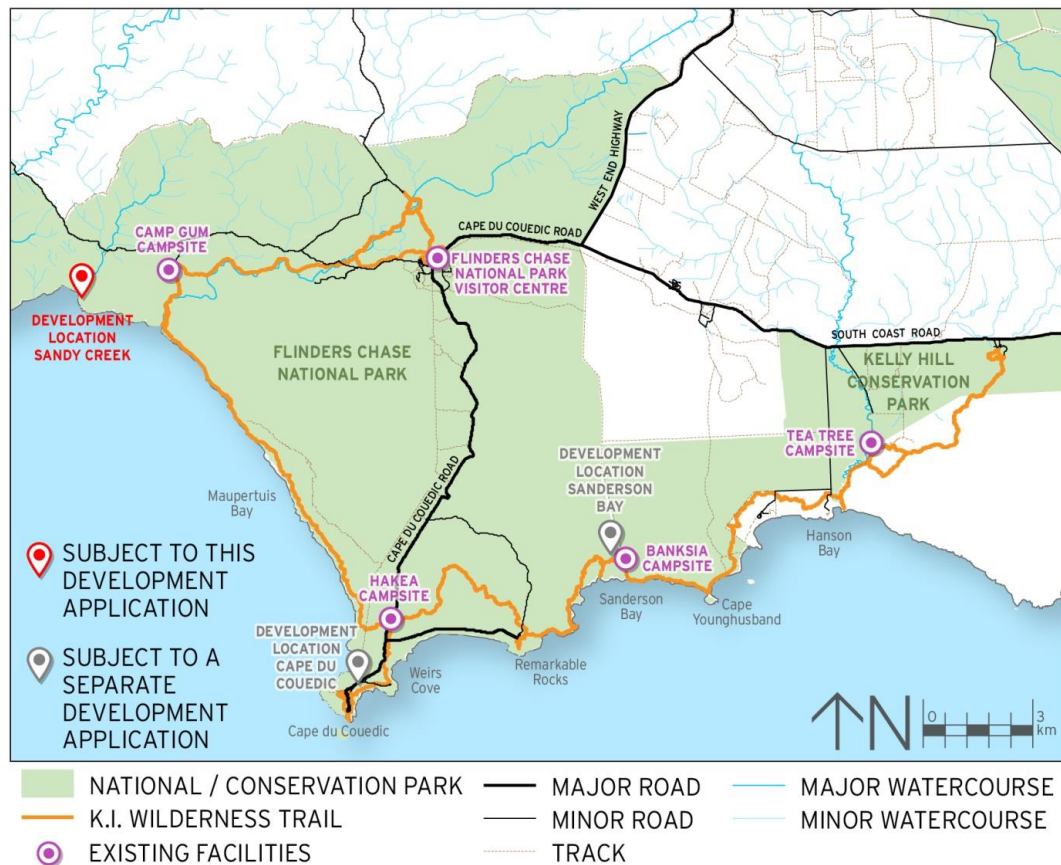 WEST END HIGHWAY
CAPE DU COUEDIC ROAD
CAMP GUM
CAMPSITE
FLINDERS CHASE
NATIONAL PARK
VISITOR CENTRE
DEVELOPMENT
LOCATION
SANDY CREEK
SOUTH COAST ROAD
FLINDERS CHASE
NATIONAL PARK
KELLY HILL
CONSERVATION
PARK
TEA TREE
CAMPSITE
DEVELOPMENT
LOCATION
SANDERSON
BAY
CAPE DU COUEDIC ROAD
Maupertuis
Bay
Hanson
Bay
BANKSIA
CAMPSITE
HAKEA
CAMPSITE
Sanderson
Bay
Cape
Younghusband
DEVELOPMENT
LOCATION
CAPE DU
COUEDIC
Weirs
Cove
Remarkable
Rocks
Cape du Couedic
SUBJECT TO THIS
DEVELOPMENT
APPLICATION
SUBJECT TO A
SEPARATE
DEVELOPMENT
APPLICATION
N
0 3
km
NATIONAL / CONSERVATION PARK
K.I. WILDERNESS TRAIL
EXISTING FACILITIES
MAJOR ROAD
MINOR ROAD
TRACK
MAJOR WATERCOURSE
MINOR WATERCOURSE